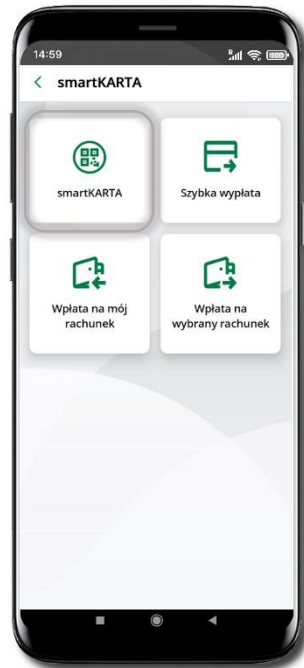 14:59
smartKARTA
smartKARTA
Szybka wypłata
Wpłata na mój
rachunek
Wpłata na
wybrany rachunek